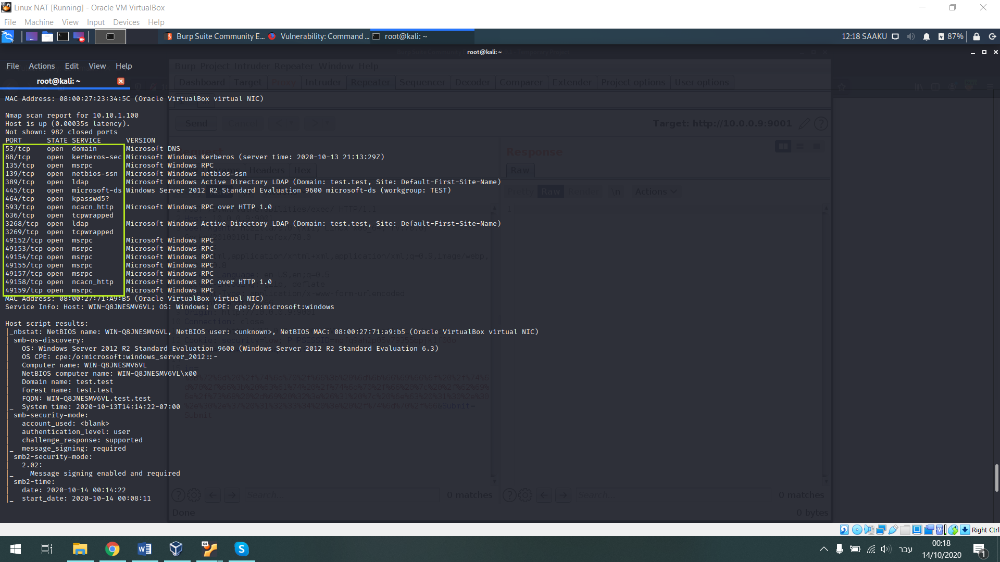 Linux NAT [Running] - Oracle VM VirtualBox
File Machine View Input Devices Help
Burp Suite Community E... Vulnerability: Command ... root@kali: ~
12:18 SAAKU 87%
root@kali: ~
File Actions Edit View Help
root@kali: ~
Burp Project Intruder Repeater Window Help
Dashboard Target Proxy Intruder Repeater Sequencer Decoder Comparer Extender Project options User options
Send Cancel
Target: http://10.0.0.9:9001
Response
Headers Hex
Raw
Pretty Raw Render \n Actions
MAC Address: 08:00:27:23:34:5C (Oracle VirtualBox virtual NIC)
Nmap scan report for 10.10.1.100
Host is up (0.00035s latency).
Not shown: 982 closed ports
PORT STATE SERVICE VERSION
53/tcp open domain Microsoft DNS
88/tcp open kerberos-sec Microsoft Windows Kerberos (server time: 2020-10-13 21:13:29Z)
135/tcp open msrpc Microsoft Windows RPC
139/tcp open netbios-ssn Microsoft Windows netbios-ssn
389/tcp open ldap Microsoft Windows Active Directory LDAP (Domain: test.test, Site: Default-First-Site-Name)
445/tcp open microsoft-ds Windows Server 2012 R2 Standard Evaluation 9600 microsoft-ds (workgroup: TEST)
464/tcp open kpasswd5?
593/tcp open ncacn_http Microsoft Windows RPC over HTTP 1.0
636/tcp open tcpwrapped
3268/tcp open ldap Microsoft Windows Active Directory LDAP (Domain: test.test, Site: Default-First-Site-Name)
3269/tcp open tcpwrapped
49152/tcp open msrpc Microsoft Windows RPC
49153/tcp open msrpc Microsoft Windows RPC
49154/tcp open msrpc Microsoft Windows RPC
49155/tcp open msrpc Microsoft Windows RPC
49157/tcp open msrpc Microsoft Windows RPC
49158/tcp open ncacn_http Microsoft Windows RPC over HTTP 1.0
49159/tcp open msrpc Microsoft Windows RPC
MAC Address: 08:00:27:71:A9:B5 (Oracle VirtualBox virtual NIC)
Service Info: Host: WIN-Q8JNESMV6VL; OS: Windows; CPE: cpe:/o:microsoft:windows
Host script results:
|_nbstat: NetBIOS name: WIN-Q8JNESMV6VL, NetBIOS user: <unknown>, NetBIOS MAC: 08:00:27:71:a9:b5 (Oracle VirtualBox virtual NIC)
| smb-os-discovery:
| OS: Windows Server 2012 R2 Standard Evaluation 9600 (Windows Server 2012 R2 Standard Evaluation 6.3)
| OS CPE: cpe:/o:microsoft:windows_server_2012::-
| Computer name: WIN-Q8JNESMV6VL
| NetBIOS computer name: WIN-Q8JNESMV6VL\x00
| Domain name: test.test
| Forest name: test.test
| FQDN: WIN-Q8JNESMV6VL.test.test
|_ System time: 2020-10-13T14:14:22-07:00
| smb-security-mode:
| account_used: <blank>
| authentication_level: user
| challenge_response: supported
|_ message_signing: required
| smb2-security-mode:
| 2.02:
|_ Message signing enabled and required
| smb2-time:
| date: 2020-10-14 00:14:22
|_ start_date: 2020-10-14 00:08:11
Search... 0 matches Search... 0 matches
Done 0 bytes
Right Ctrl
עבר
00:18
14/10/2020
1